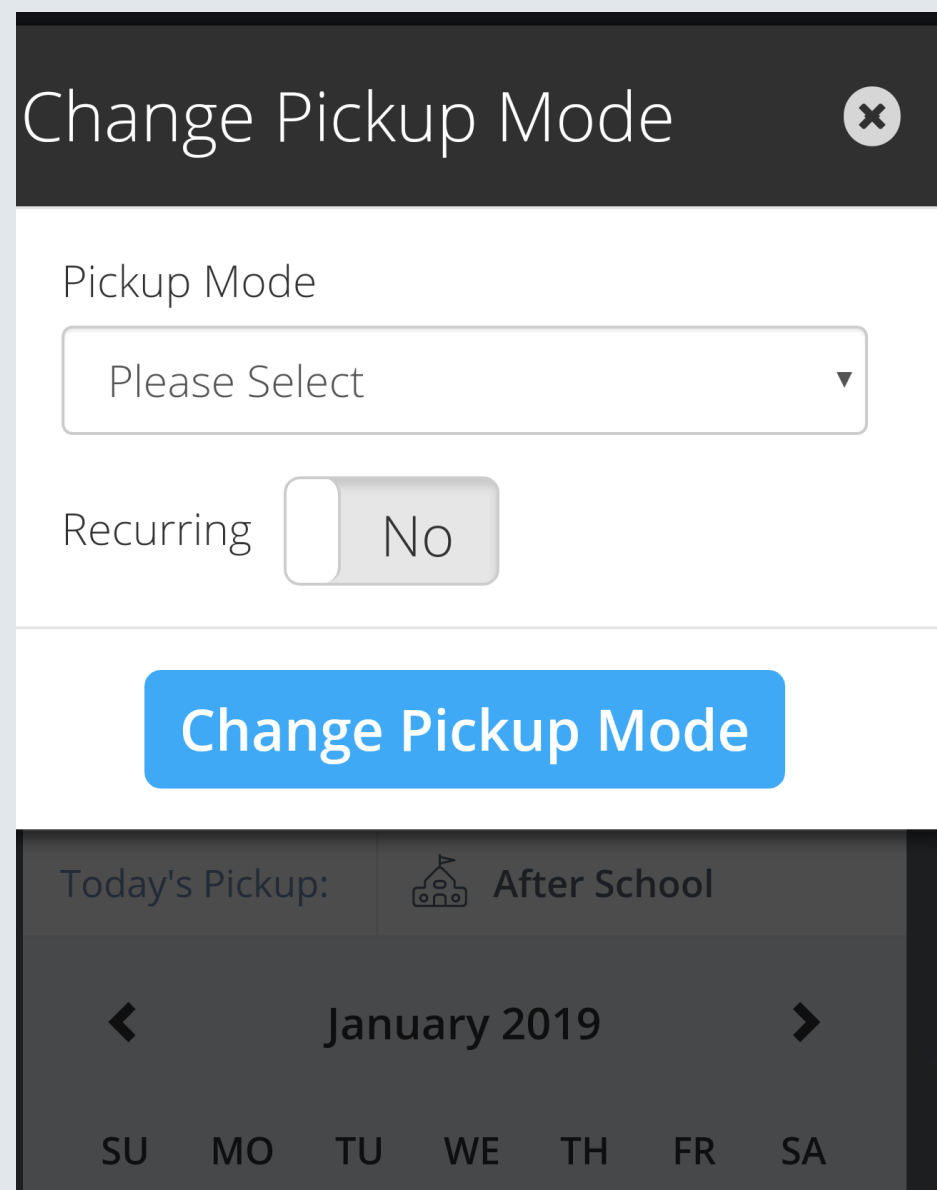 Change Pickup Mode
Pickup Mode
Please Select
Recurring No
Change Pickup Mode
Today's Pickup: After School
January 2019
SU MO TU WE TH FR SA